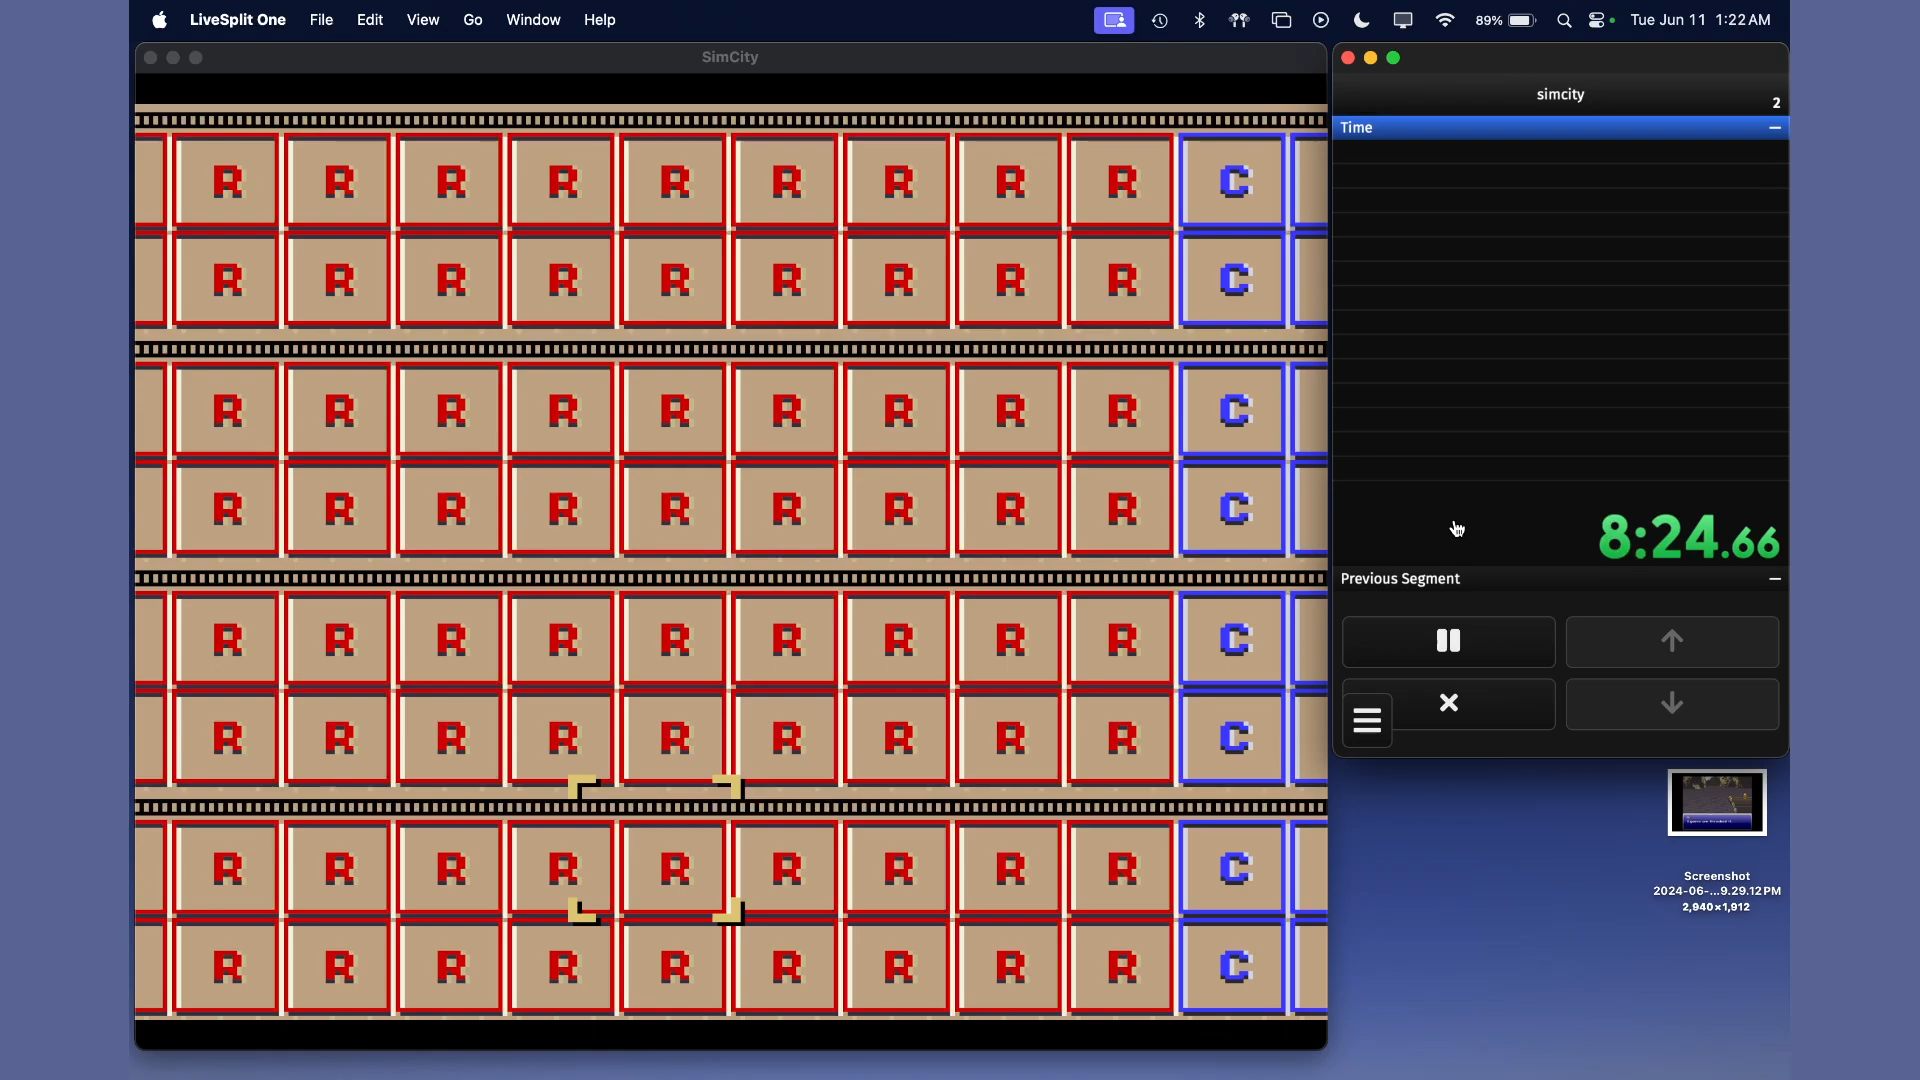 LiveSplit One File Edit View Go Window Help 89% Tue Jun 11 1:22 AM
SimCity
R R R R R R R R R C
R R R R R R R R R C
R R R R R R R R R C
R R R R R R R R R C
R R R R R R R R R C
R R R R R R R R R C
R R R R R R R R R C
R R R R R R R R R C
simcity
2
Time —
8:24.66
Previous Segment —
Screenshot
2024-06-...9.29.12 PM
2,940×1,912